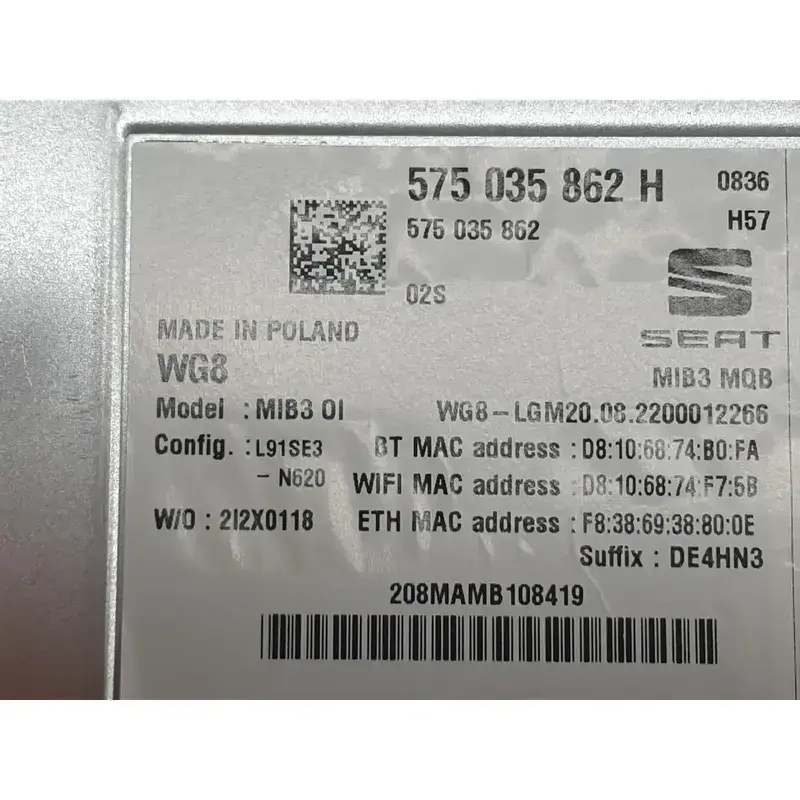 575 035 862 H 0836
575 035 862 H57
02S
SEAT
MADE IN POLAND
WG8 MIB3 MQB
Model : MIB3 OI WG8-LGM20.08.2200012266
Config. : L91SE3 BT MAC address : D8:10:68:74:B0:FA
- N620 WIFI MAC address : D8:10:68:74:F7:5B
W/O : 2I2X0118 ETH MAC address : F8:38:69:38:80:0E
Suffix : DE4HN3
208MAMB108419